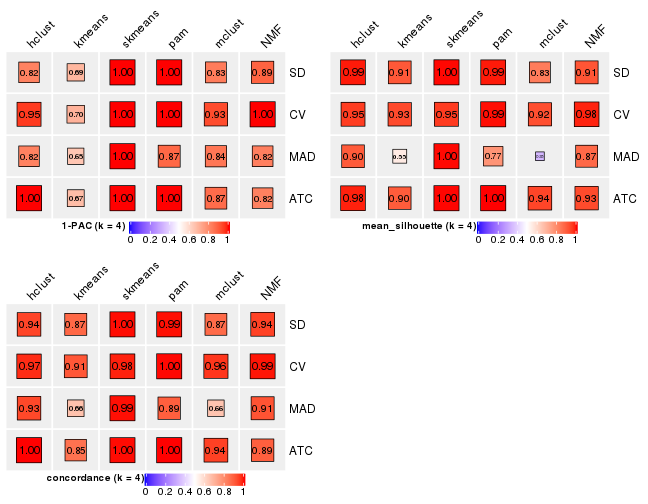 hclust kmeans skmeans pam mclust NMF
0.82 0.69 1.00 1.00 0.83 0.89 SD
0.95 0.70 1.00 1.00 0.93 1.00 CV
0.82 1.00 0.87 0.84 0.82 MAD
1.00 0.67 1.00 1.00 0.87 0.82 ATC
1-PAC (k = 4)
0 0.2 0.4 0.6 0.8 1
hclust kmeans skmeans pam mclust NMF
0.99 0.91 1.00 0.99 0.83 0.91 SD
0.95 0.93 0.95 0.99 0.92 0.98 CV
0.90 0.55 1.00 0.77 0.87 MAD
0.98 0.90 1.00 1.00 0.94 0.93 ATC
mean_silhouette (k = 4)
0 0.2 0.4 0.6 0.8 1
hclust kmeans skmeans pam mclust NMF
0.94 0.87 1.00 0.99 0.87 0.94 SD
0.97 0.91 0.98 1.00 0.96 0.99 CV
0.93 0.66 0.99 0.89 0.66 0.91 MAD
1.00 0.85 1.00 1.00 0.94 0.89 ATC
concordance (k = 4)
0 0.2 0.4 0.6 0.8 1